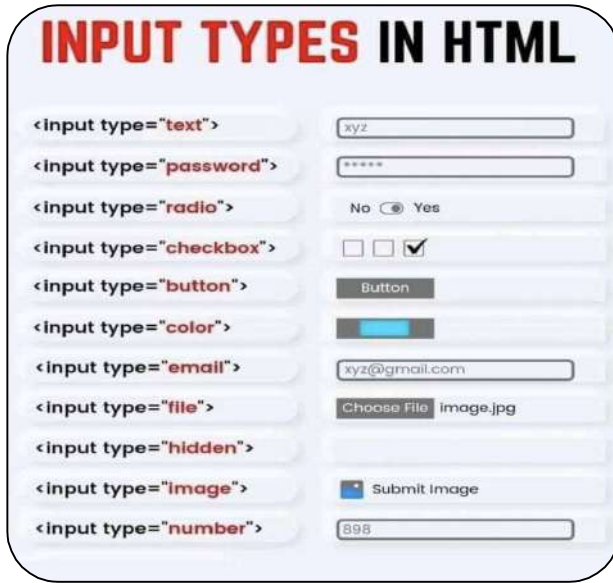 INPUT TYPES IN HTML
<input type="text"> xyz
<input type="password"> *****
<input type="radio"> No Yes
<input type="checkbox">
<input type="button"> Button
<input type="color">
<input type="email"> xyz@gmail.com
<input type="file"> Choose File image.jpg
<input type="hidden">
<input type="image"> Submit Image
<input type="number"> 898